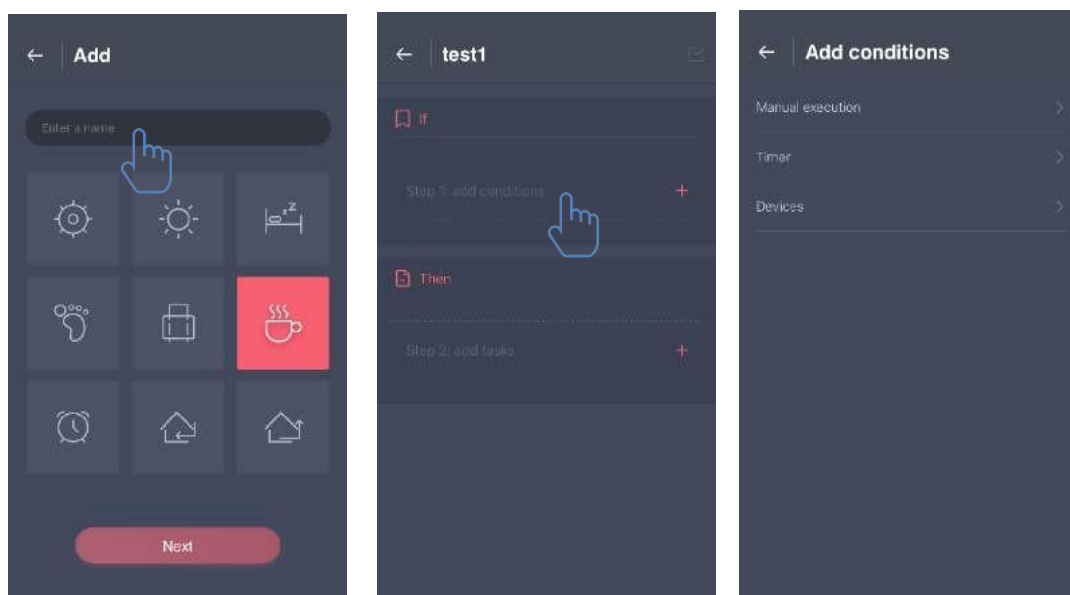 Add
Enter a name
Next
test1
If
Step 1: add conditions
Then
Step 2: add tasks
Add conditions
Manual execution
Timer
Devices